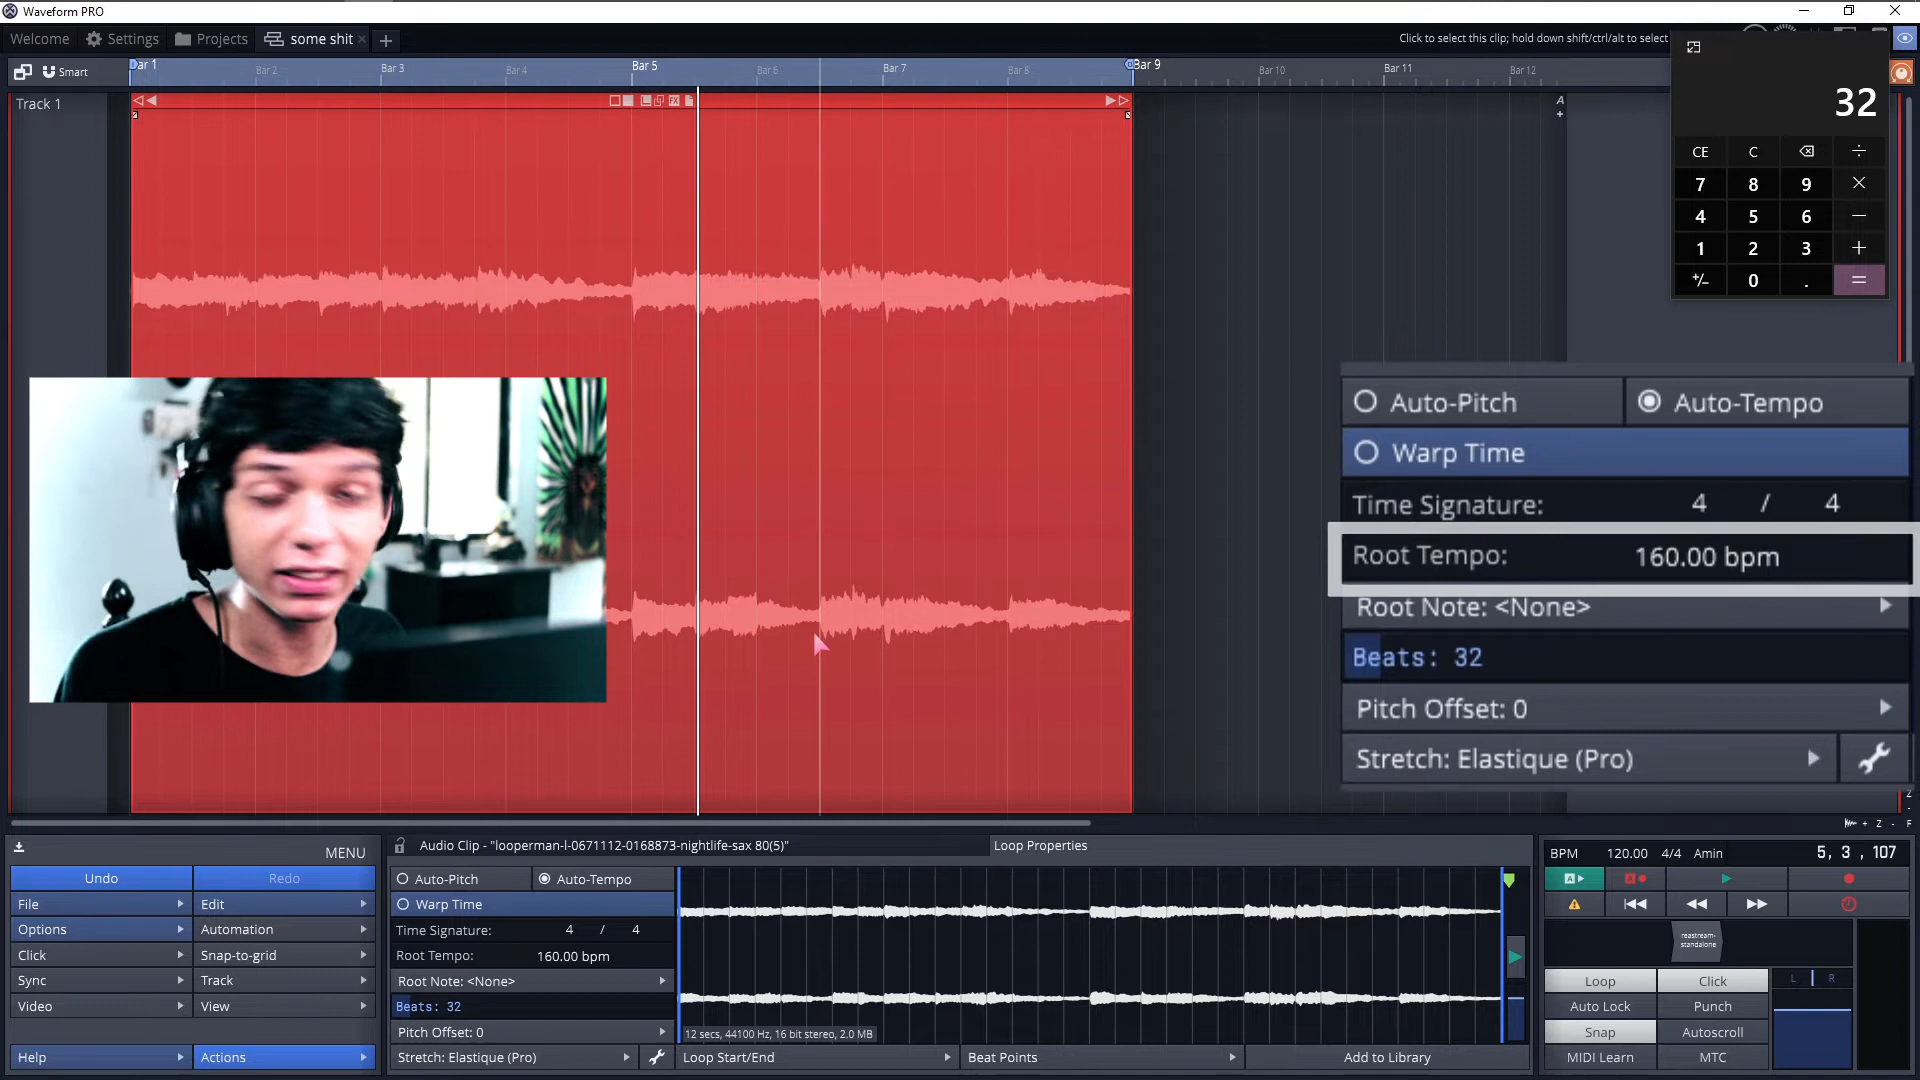 Waveform PRO
Welcome Settings Projects some shit
Click to select this clip; hold down shift/ctrl/alt to select
Smart
Bar 1 Bar 2 Bar 3 Bar 4 Bar 5 Bar 6 Bar 7 Bar 8 Bar 9 Bar 10 Bar 11 Bar 12
Track 1
FX
A
32
CE C
7 8 9
4 5 6
1 2 3
+/- 0 . =
Auto-Pitch Auto-Tempo
Warp Time
Time Signature: 4 / 4
Root Tempo: 160.00 bpm
Root Note: <None>
Beats: 32
Pitch Offset: 0
Stretch: Elastique (Pro)
Z
Z - F
MENU
Undo Redo
File Edit
Options Automation
Click Snap-to-grid
Sync Track
Video View
Help Actions
Audio Clip - "looperman-l-0671112-0168873-nightlife-sax 80(5)"
Loop Properties
Auto-Pitch Auto-Tempo
Warp Time
Time Signature: 4 / 4
Root Tempo: 160.00 bpm
Root Note: <None>
Beats: 32
Pitch Offset: 0
Stretch: Elastique (Pro)
12 secs, 44100 Hz, 16 bit stereo, 2.0 MB
Loop Start/End Beat Points Add to Library
BPM 120.00 4/4 Amin 5, 3 , 107
A A
reastream-
standalone
L R
Loop Click
Auto Lock Punch
Snap Autoscroll
MIDI Learn MTC